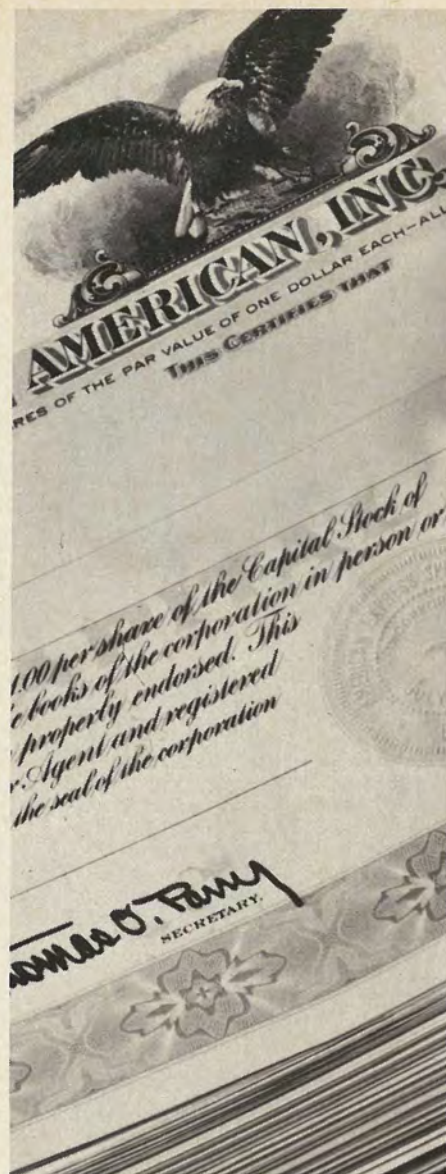 AMERICAN, INC.
RES OF THE PAR VALUE OF ONE DOLLAR EACH—ALL
THIS CERTIFIES THAT
1.00 per share of the Capital Stock of
e books of the corporation in person or
properly endorsed. This
r Agent and registered
the seal of the corporation
omas O. Parry
SECRETARY.